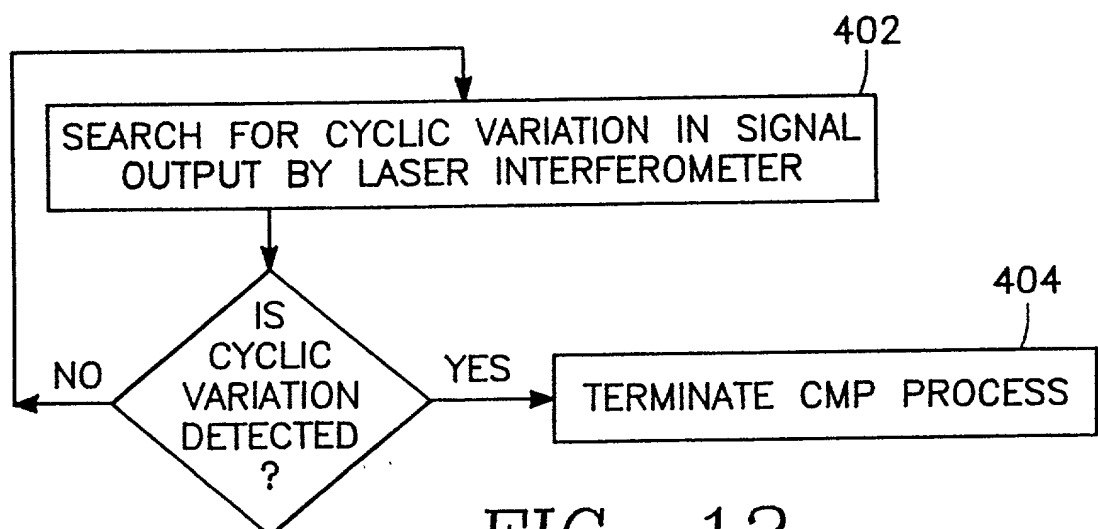 402
SEARCH FOR CYCLIC VARIATION IN SIGNAL
OUTPUT BY LASER INTERFEROMETER
404
IS
CYCLIC
VARIATION
DETECTED
?
NO
YES
TERMINATE CMP PROCESS
FIG. 12